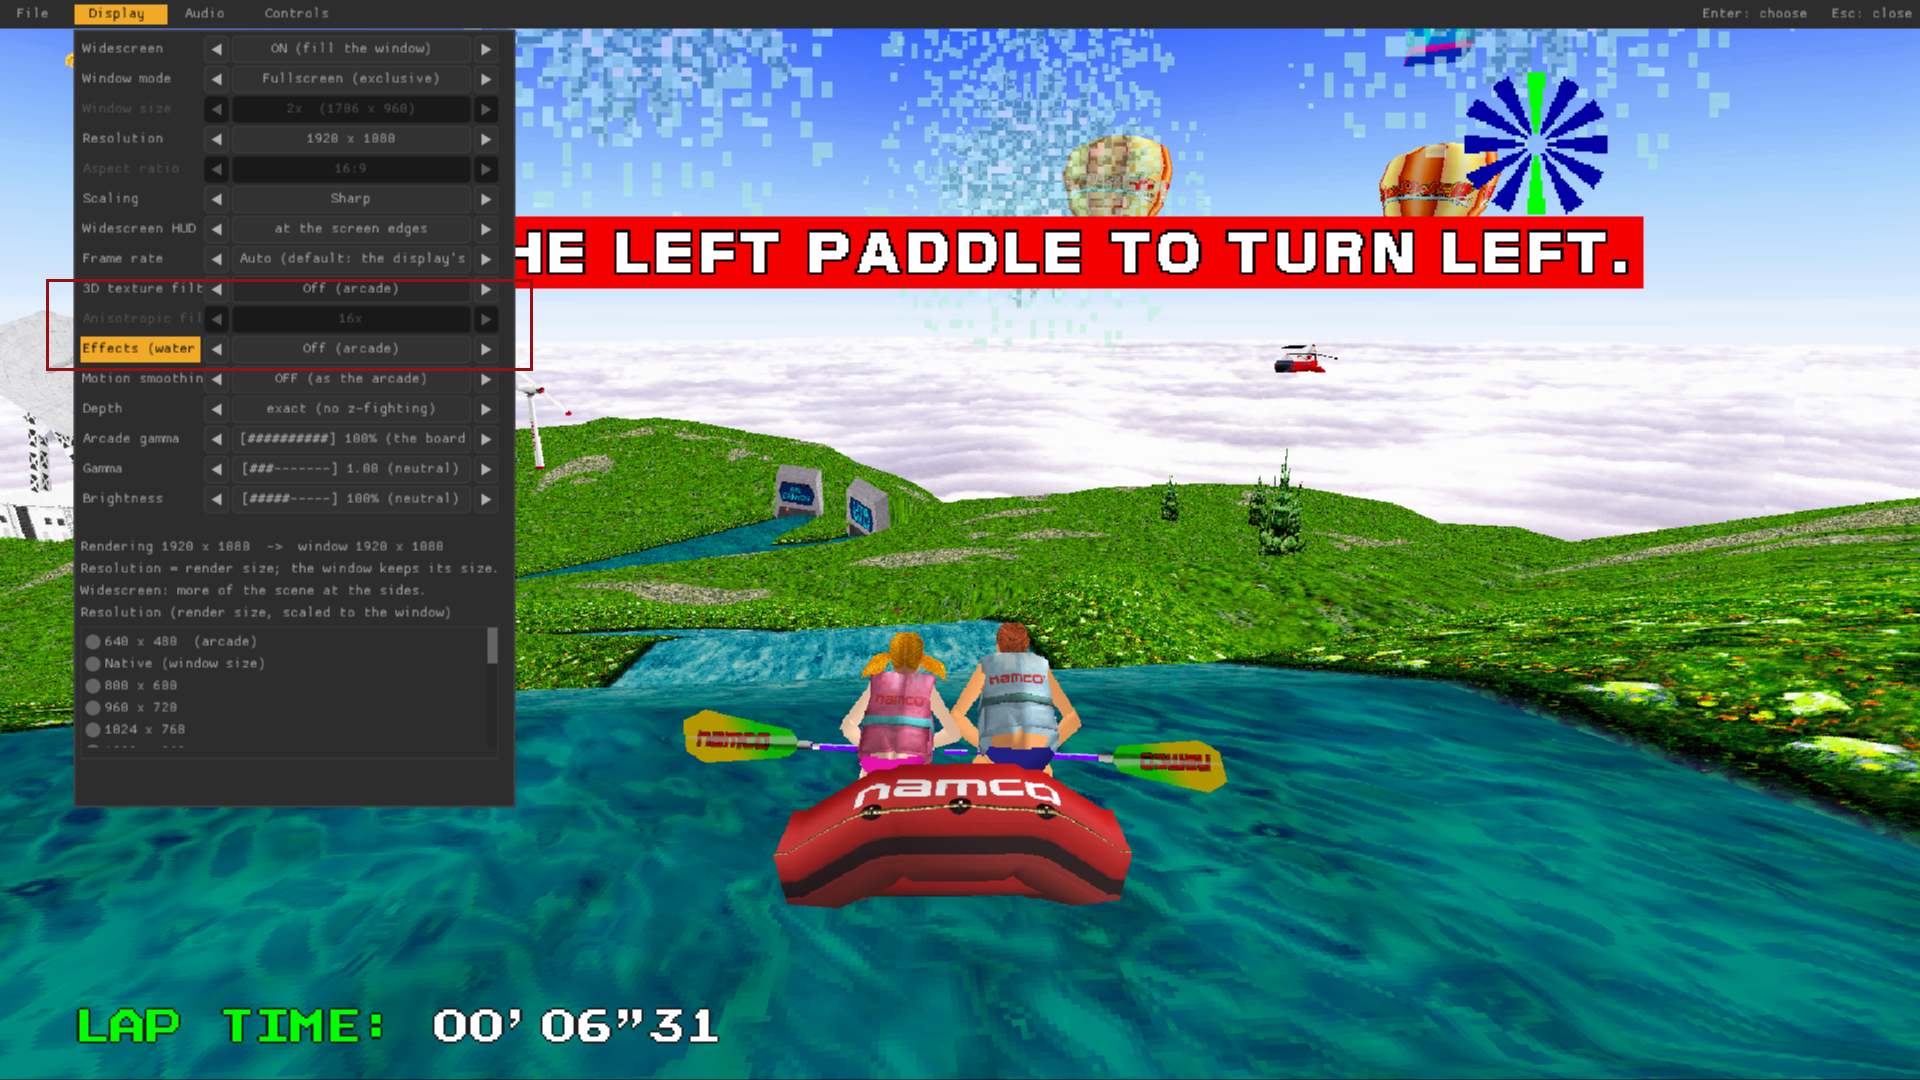 File Display Audio Controls Enter: choose Esc: close
Widescreen ON (fill the window)
Window mode Fullscreen (exclusive)
Window size 2x (1706 x 960)
Resolution 1920 x 1080
Aspect ratio 16:9
Scaling Sharp
Widescreen HUD at the screen edges
Frame rate Auto (default: the display's
3D texture filt Off (arcade)
Anisotropic fil 16x
Effects (water Off (arcade)
Motion smoothin OFF (as the arcade)
Depth exact (no z-fighting)
Arcade gamma [##########] 100% (the board
Gamma [###-------] 1.00 (neutral)
Brightness [#####-----] 100% (neutral)
Rendering 1920 x 1080 -> window 1920 x 1080
Resolution = render size; the window keeps its size.
Widescreen: more of the scene at the sides.
Resolution (render size, scaled to the window)
640 x 480 (arcade)
Native (window size)
800 x 600
960 x 720
1024 x 768
HE LEFT PADDLE TO TURN LEFT.
namco
namco
namco
namco
namco
LAP TIME: 00'06"31